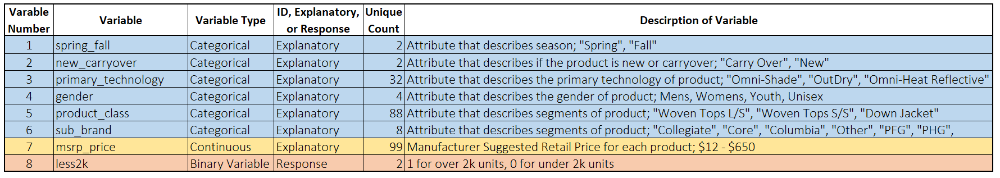 Varable Number | Variable | Variable Type | ID, Explanatory, or Response | Unique Count | Descirption of Variable
1 | spring_fall | Categorical | Explanatory | 2 | Attribute that describes season; "Spring", "Fall"
2 | new_carryover | Categorical | Explanatory | 2 | Attribute that describes if the product is new or carryover; "Carry Over", "New"
3 | primary_technology | Categorical | Explanatory | 32 | Attribute that describes the primary technology of product; "Omni-Shade", "OutDry", "Omni-Heat Reflective"
4 | gender | Categorical | Explanatory | 4 | Attribute that describes the gender of product; Mens, Womens, Youth, Unisex
5 | product_class | Categorical | Explanatory | 88 | Attribute that describes segments of product; "Woven Tops L/S", "Woven Tops S/S", "Down Jacket"
6 | sub_brand | Categorical | Explanatory | 8 | Attribute that describes segments of product; "Collegiate", "Core", "Columbia", "Other", "PFG", "PHG",
7 | msrp_price | Continuous | Explanatory | 99 | Manufacturer Suggested Retail Price for each product; $12 - $650
8 | less2k | Binary Variable | Response | 2 | 1 for over 2k units, 0 for under 2k units